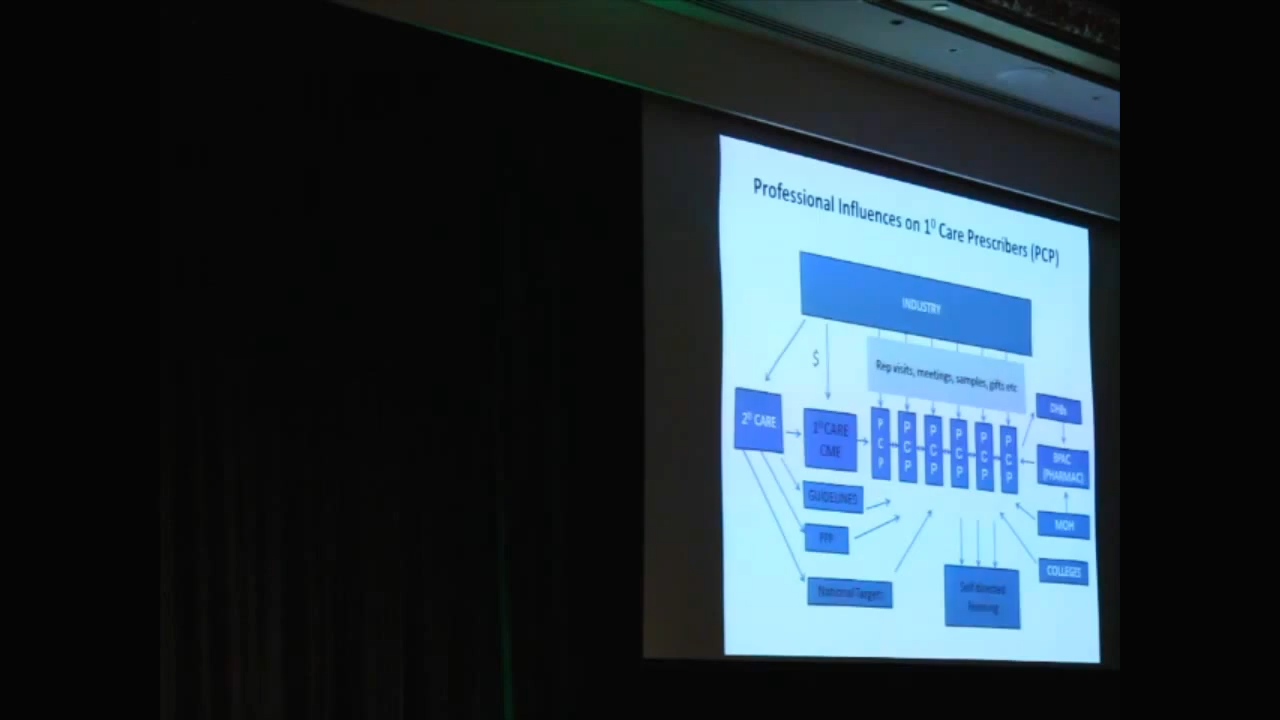 Professional Influences on 1⁰ Care Prescribers (PCP)
INDUSTRY
$
Rep visits, meetings, samples, gifts etc
2⁰ CARE
1⁰ CARE
CME
P
C
P
P
C
P
P
C
P
P
C
P
P
C
P
P
C
P
DHBs
BPAC
(PHARMAC)
GUIDELINES
PPP
MOH
COLLEGES
National Targets
Self directed
learning